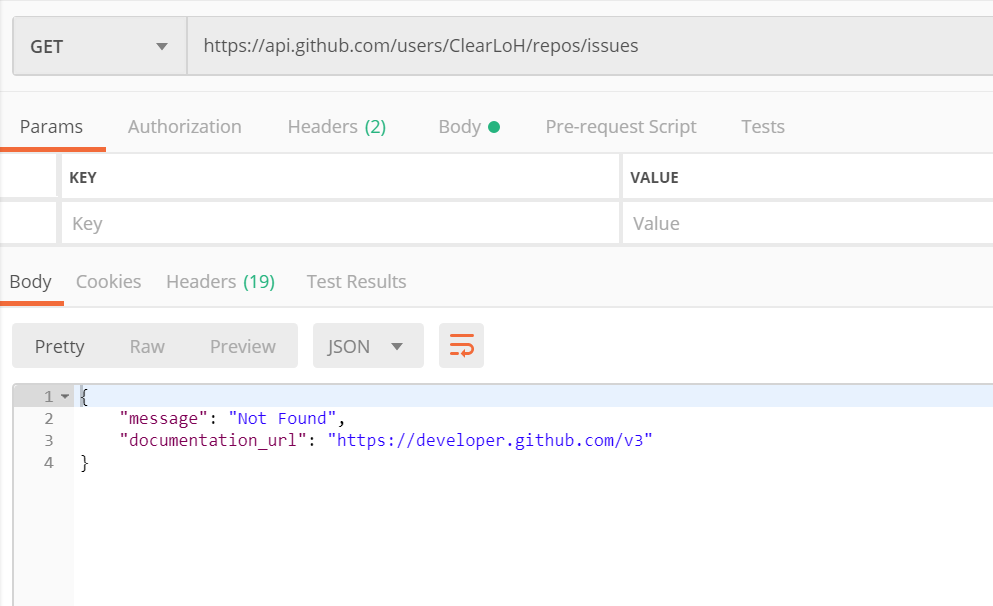 GET https://api.github.com/users/ClearLoH/repos/issues
Params Authorization Headers (2) Body Pre-request Script Tests
KEY VALUE
Key Value
Body Cookies Headers (19) Test Results
Pretty Raw Preview JSON
1 {
2 "message": "Not Found",
3 "documentation_url": "https://developer.github.com/v3"
4 }